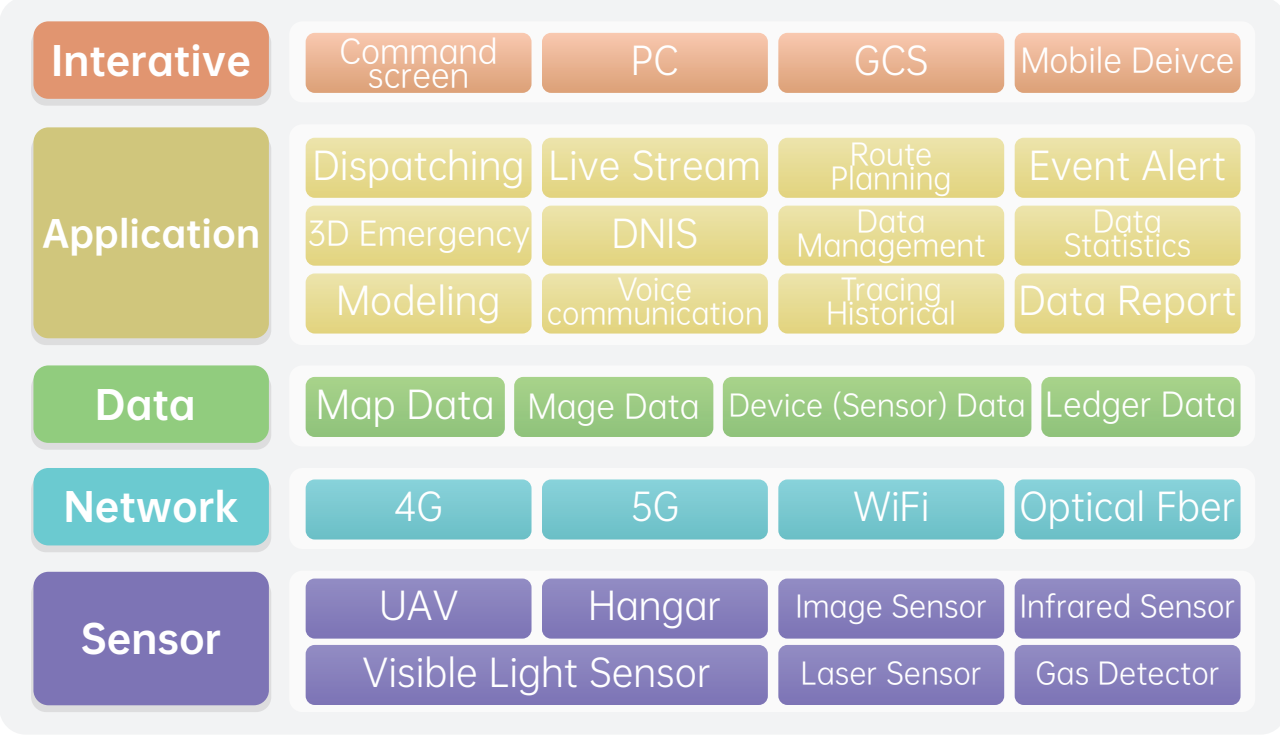 Interative
Command
screen
PC
GCS
Mobile Deivce
Application
Dispatching
Live Stream
Route
Planning
Event Alert
3D Emergency
DNIS
Data
Management
Data
Statistics
Modeling
Voice
communication
Tracing
Historical
Data Report
Data
Map Data
Mage Data
Device (Sensor) Data
Ledger Data
Network
4G
5G
WiFi
Optical Fber
Sensor
UAV
Hangar
Image Sensor
Infrared Sensor
Visible Light Sensor
Laser Sensor
Gas Detector